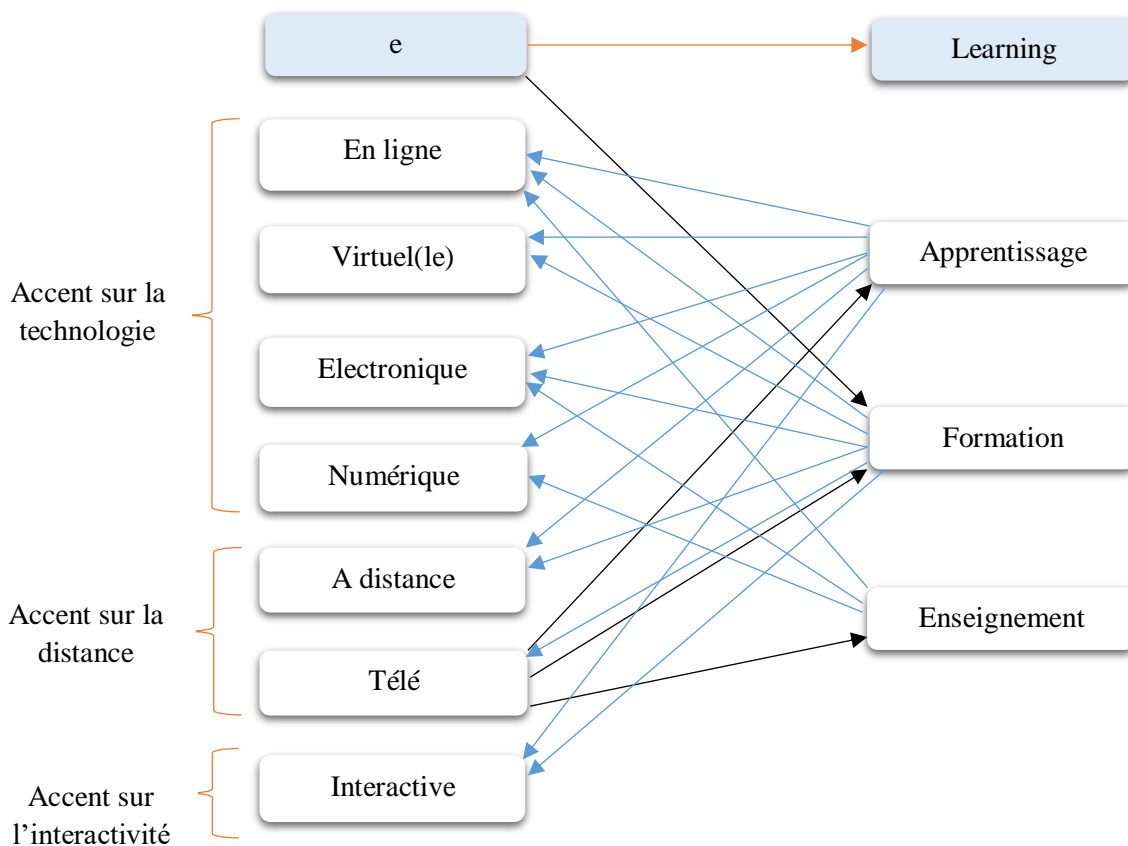 e
Learning
En ligne
Virtuel(le)
Apprentissage
Accent sur la
technologie
Electronique
Formation
Numérique
A distance
Accent sur la
distance
Enseignement
Télé
Interactive
Accent sur
l’interactivité